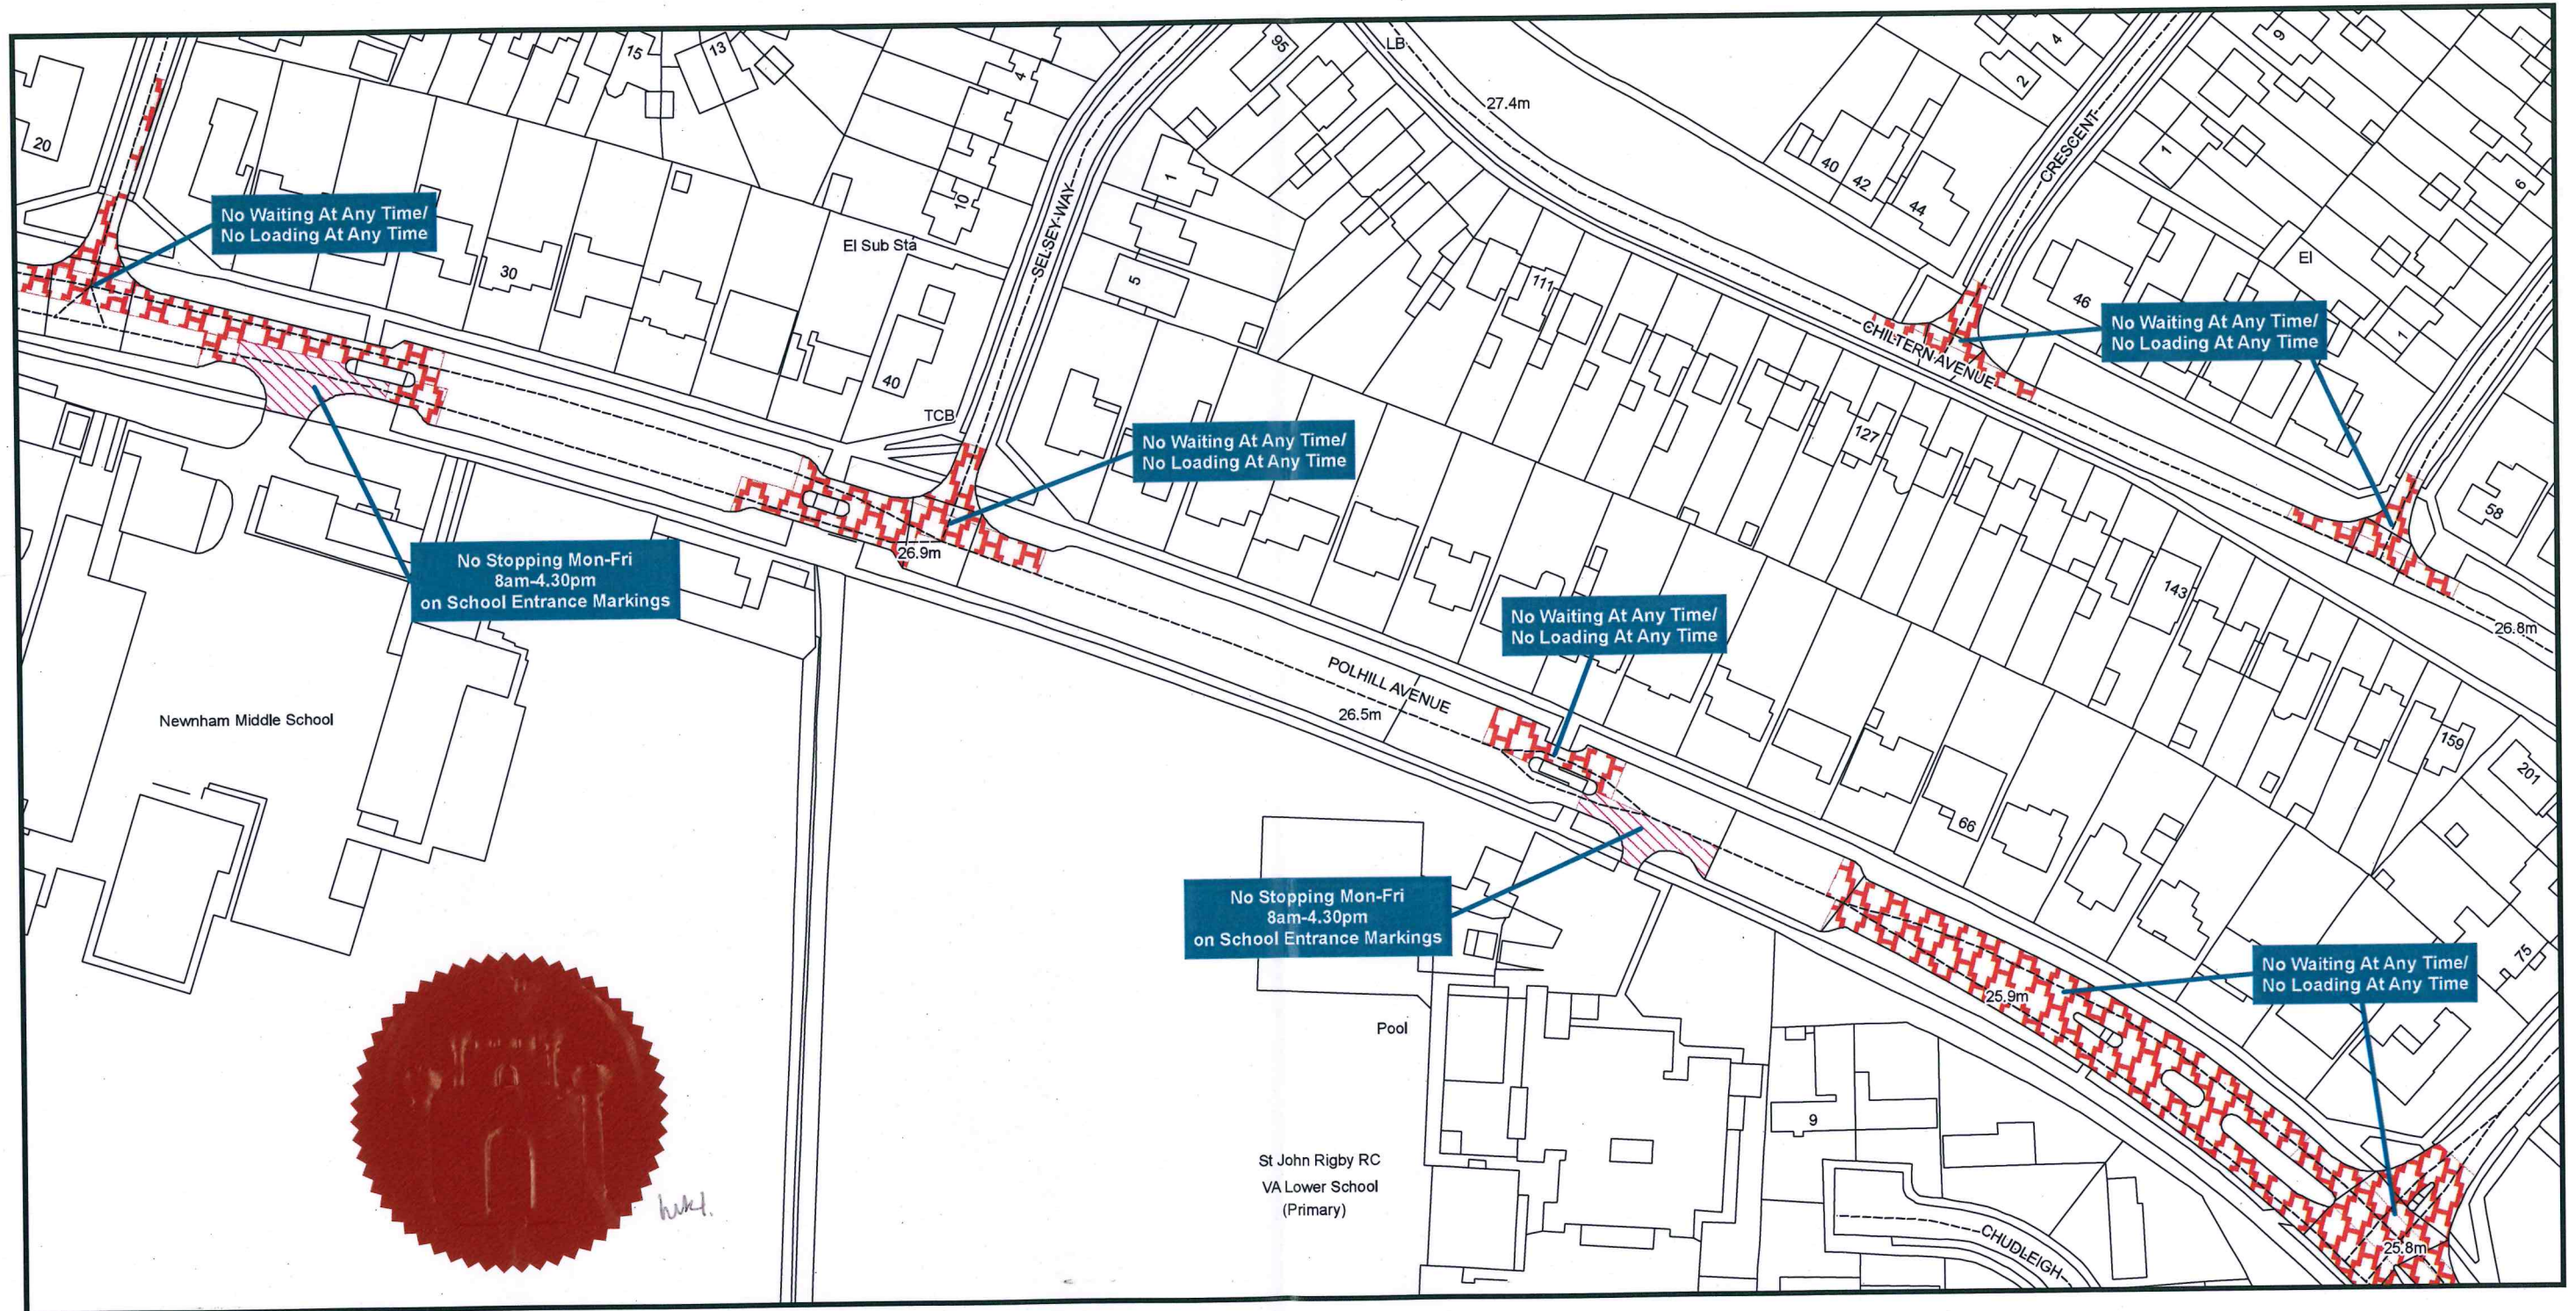 15
13
20
4
95
LB
27.4m
40
42
44
2
4
9
CRESCENT
1
6
No Waiting At Any Time/
No Loading At Any Time
30
El Sub Sta
10
40
TCB
SELSEY WAY
1
5
111
CHILTERN AVENUE
46
El
1
No Waiting At Any Time/
No Loading At Any Time
58
127
143
26.8m
No Waiting At Any Time/
No Loading At Any Time
26.9m
No Stopping Mon-Fri
8am-4.30pm
on School Entrance Markings
No Waiting At Any Time/
No Loading At Any Time
POLHILL AVENUE
26.5m
Newnham Middle School
159
201
66
75
No Stopping Mon-Fri
8am-4.30pm
on School Entrance Markings
No Waiting At Any Time/
No Loading At Any Time
25.9m
Pool
9
St John Rigby RC
VA Lower School
(Primary)
CHUDLEIGH
25.8m